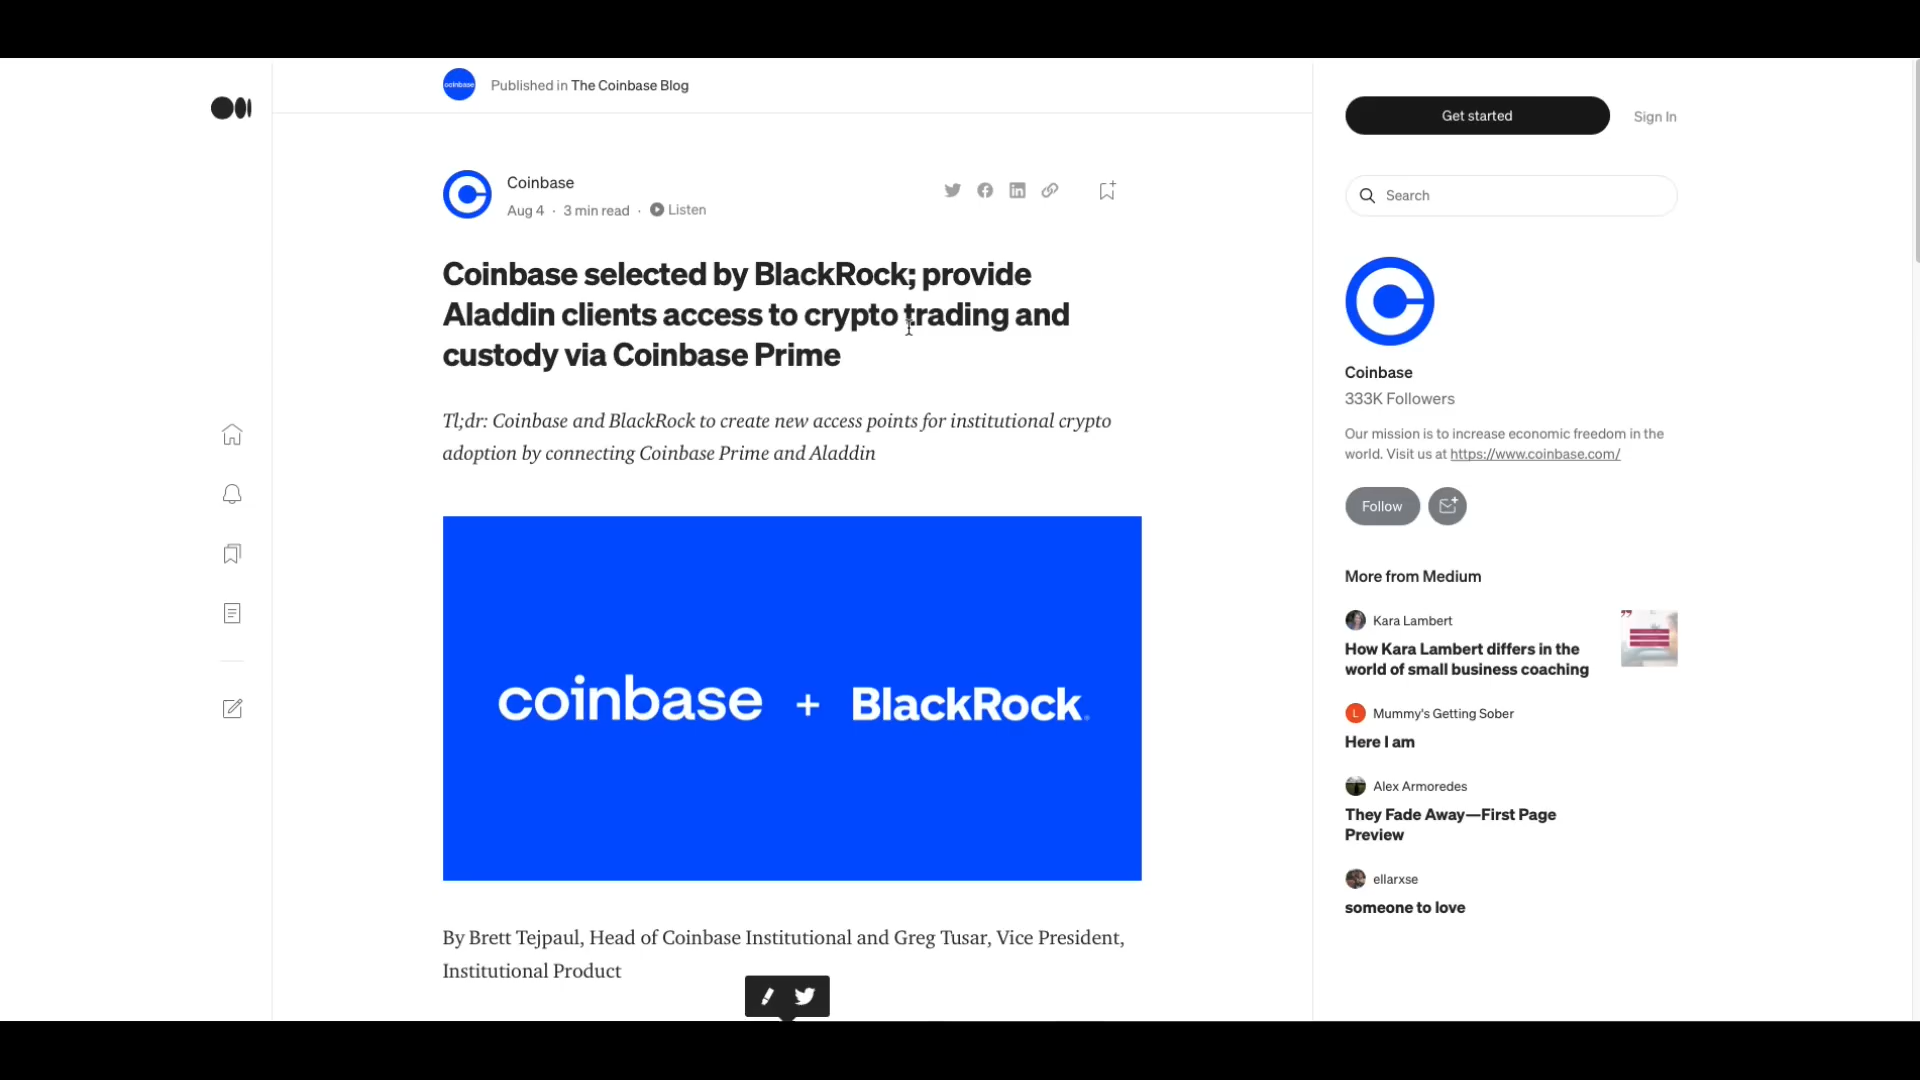 coinbase
Published in The Coinbase Blog
Coinbase
Aug 4 · 3 min read · Listen
Coinbase selected by BlackRock; provide
Aladdin clients access to crypto trading and
custody via Coinbase Prime
Tl;dr: Coinbase and BlackRock to create new access points for institutional crypto
adoption by connecting Coinbase Prime and Aladdin
coinbase + BlackRock
By Brett Tejpaul, Head of Coinbase Institutional and Greg Tusar, Vice President,
Institutional Product
Get started
Sign In
Search
Coinbase
333K Followers
Our mission is to increase economic freedom in the
world. Visit us at https://www.coinbase.com/
Follow
More from Medium
Kara Lambert
How Kara Lambert differs in the
world of small business coaching
L
Mummy's Getting Sober
Here I am
Alex Armoredes
They Fade Away—First Page
Preview
ellarxse
someone to love